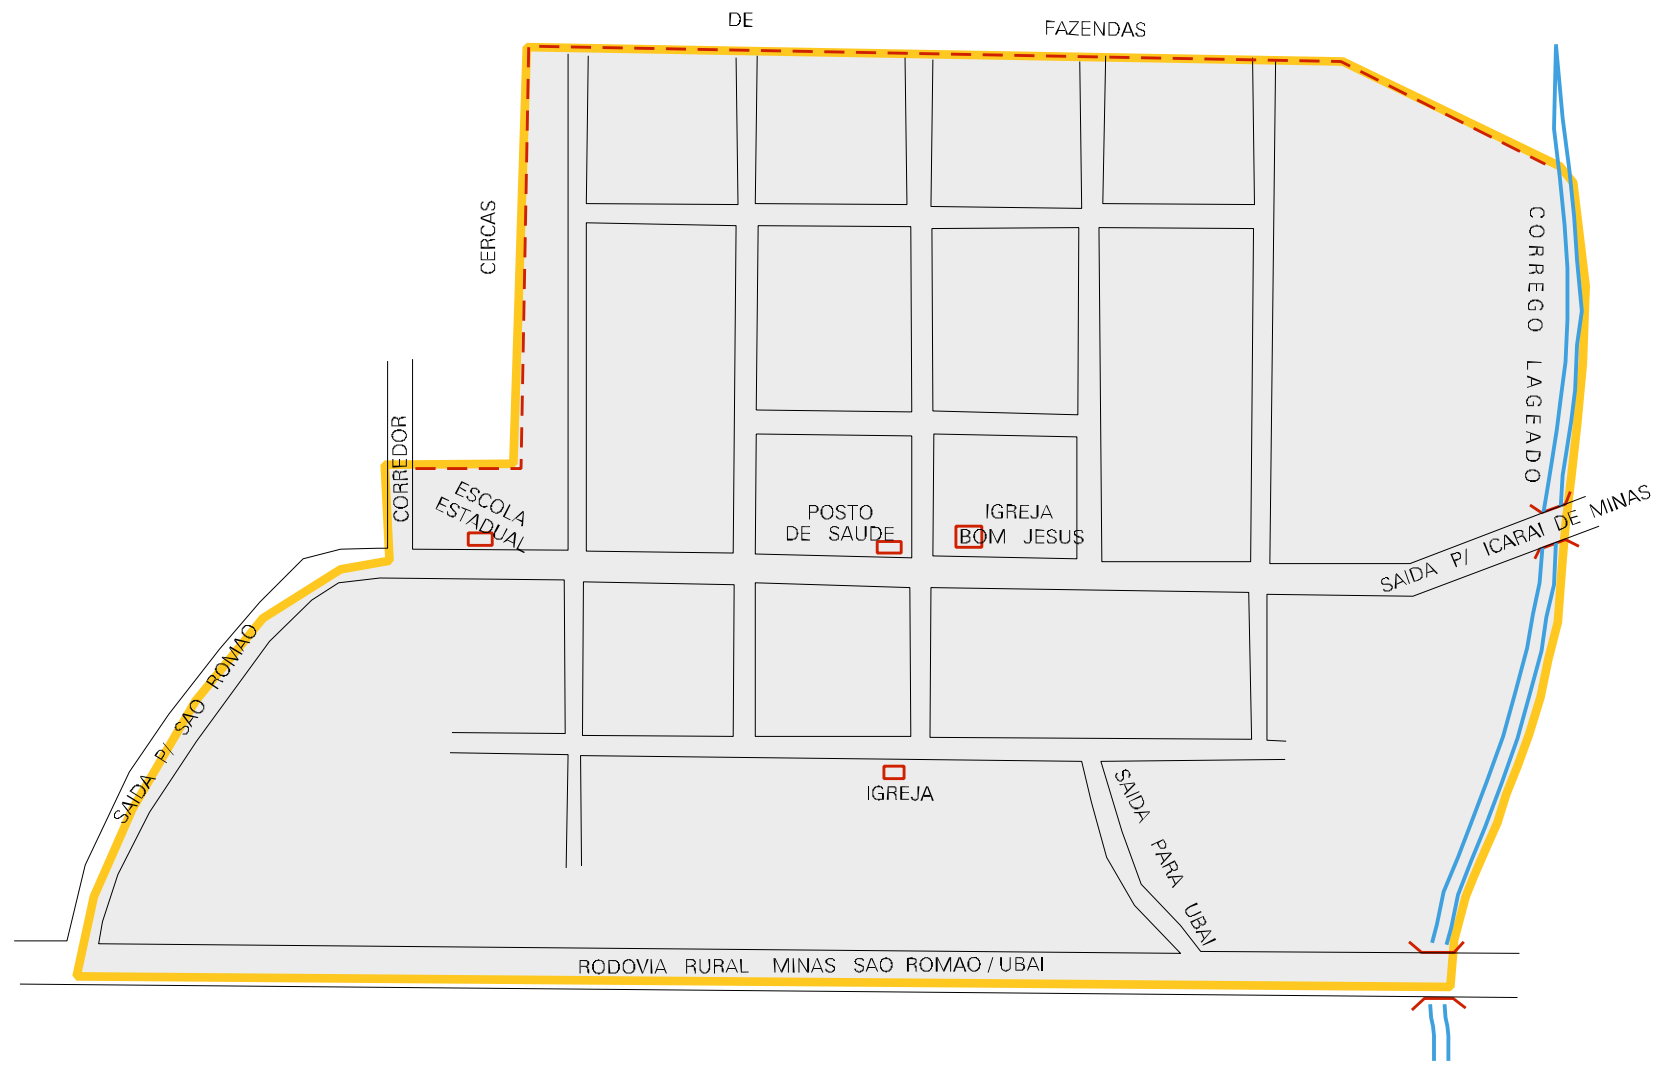 DE
FAZENDAS
CERCAS
CORREGO LAGEADO
CORREDOR
ESCOLA
ESTADUAL
POSTO
DE SAUDE
IGREJA
BOM JESUS
SAIDA P/ ICARAI DE MINAS
SAIDA P/ SAO ROMAO
IGREJA
SAIDA PARA UBAI
RODOVIA RURAL MINAS SAO ROMAO / UBAI